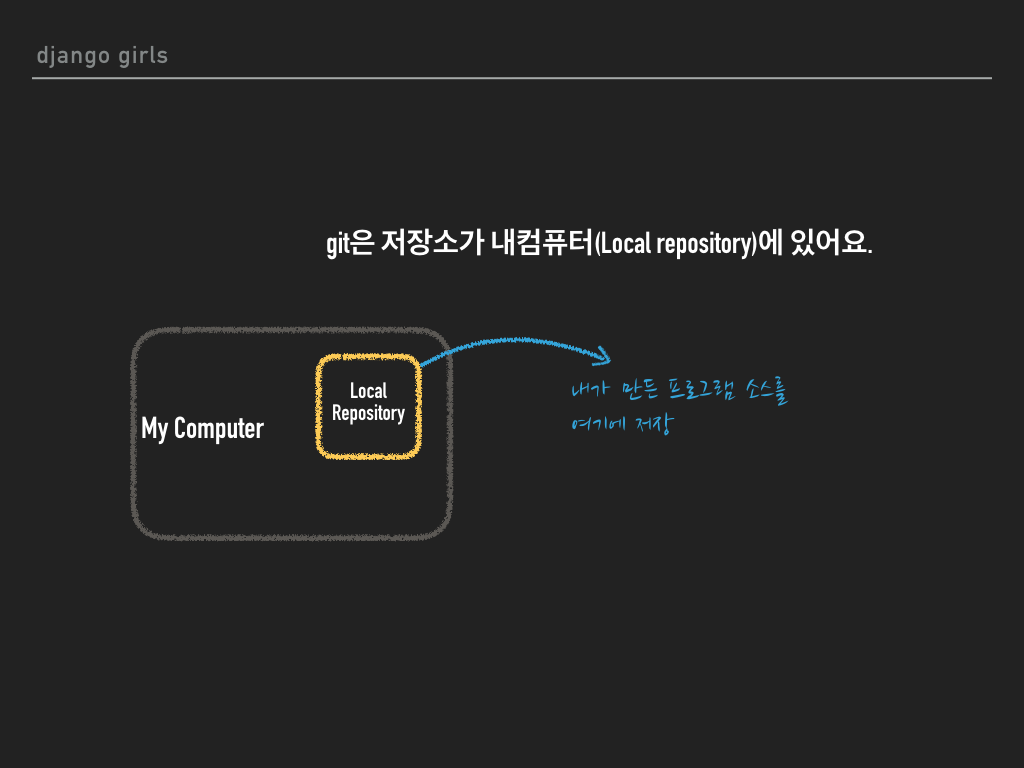 django girls
git은 저장소가 내컴퓨터(Local repository)에 있어요.
Local
Repository
My Computer
내가 만든 프로그램 소스를
여기에 저장